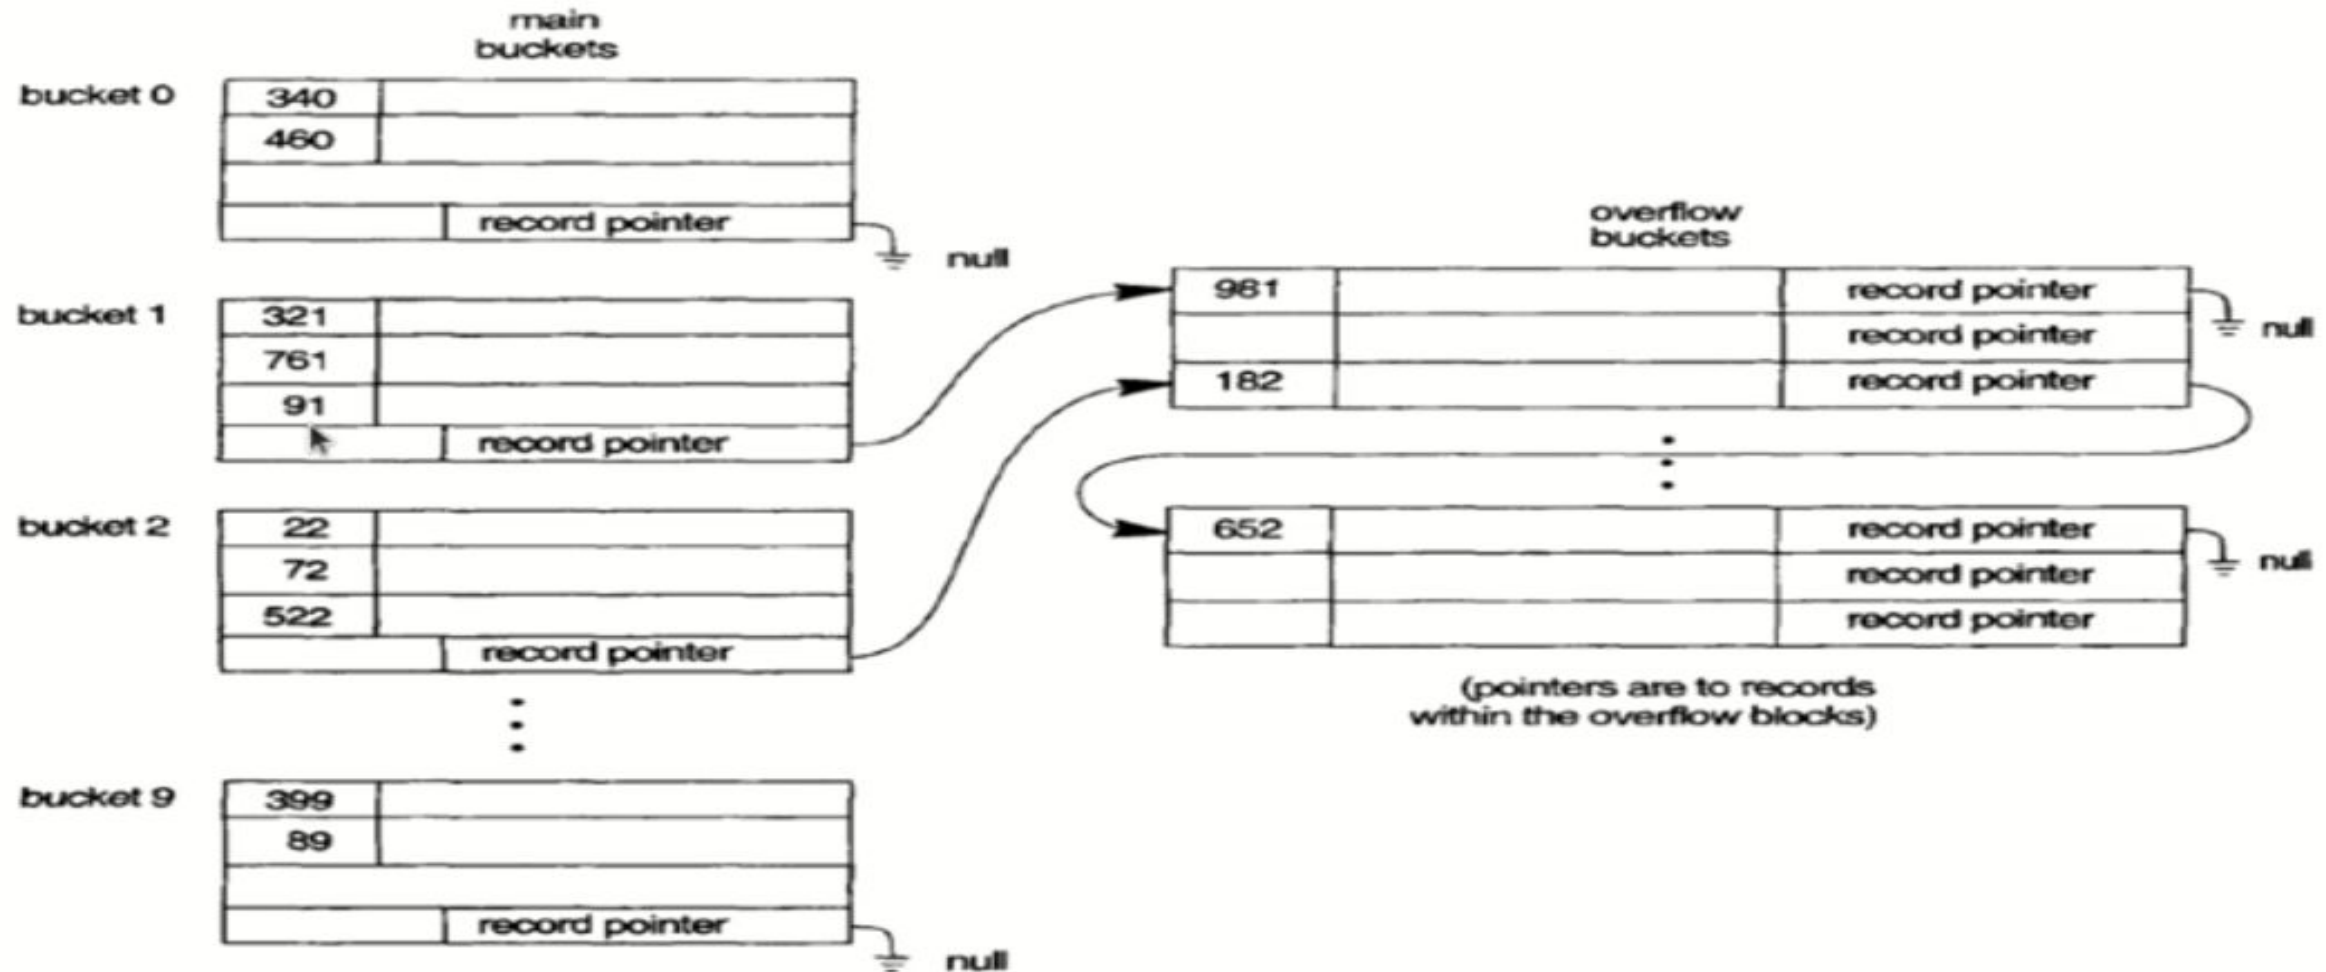 main
buckets
bucket 0
340
460
record pointer
null
bucket 1
321
761
91
record pointer
bucket 2
22
72
522
record pointer
bucket 9
399
89
record pointer
null
overflow
buckets
981 record pointer
null
record pointer
182 record pointer
652 record pointer
null
record pointer
record pointer
(pointers are to records
within the overflow blocks)